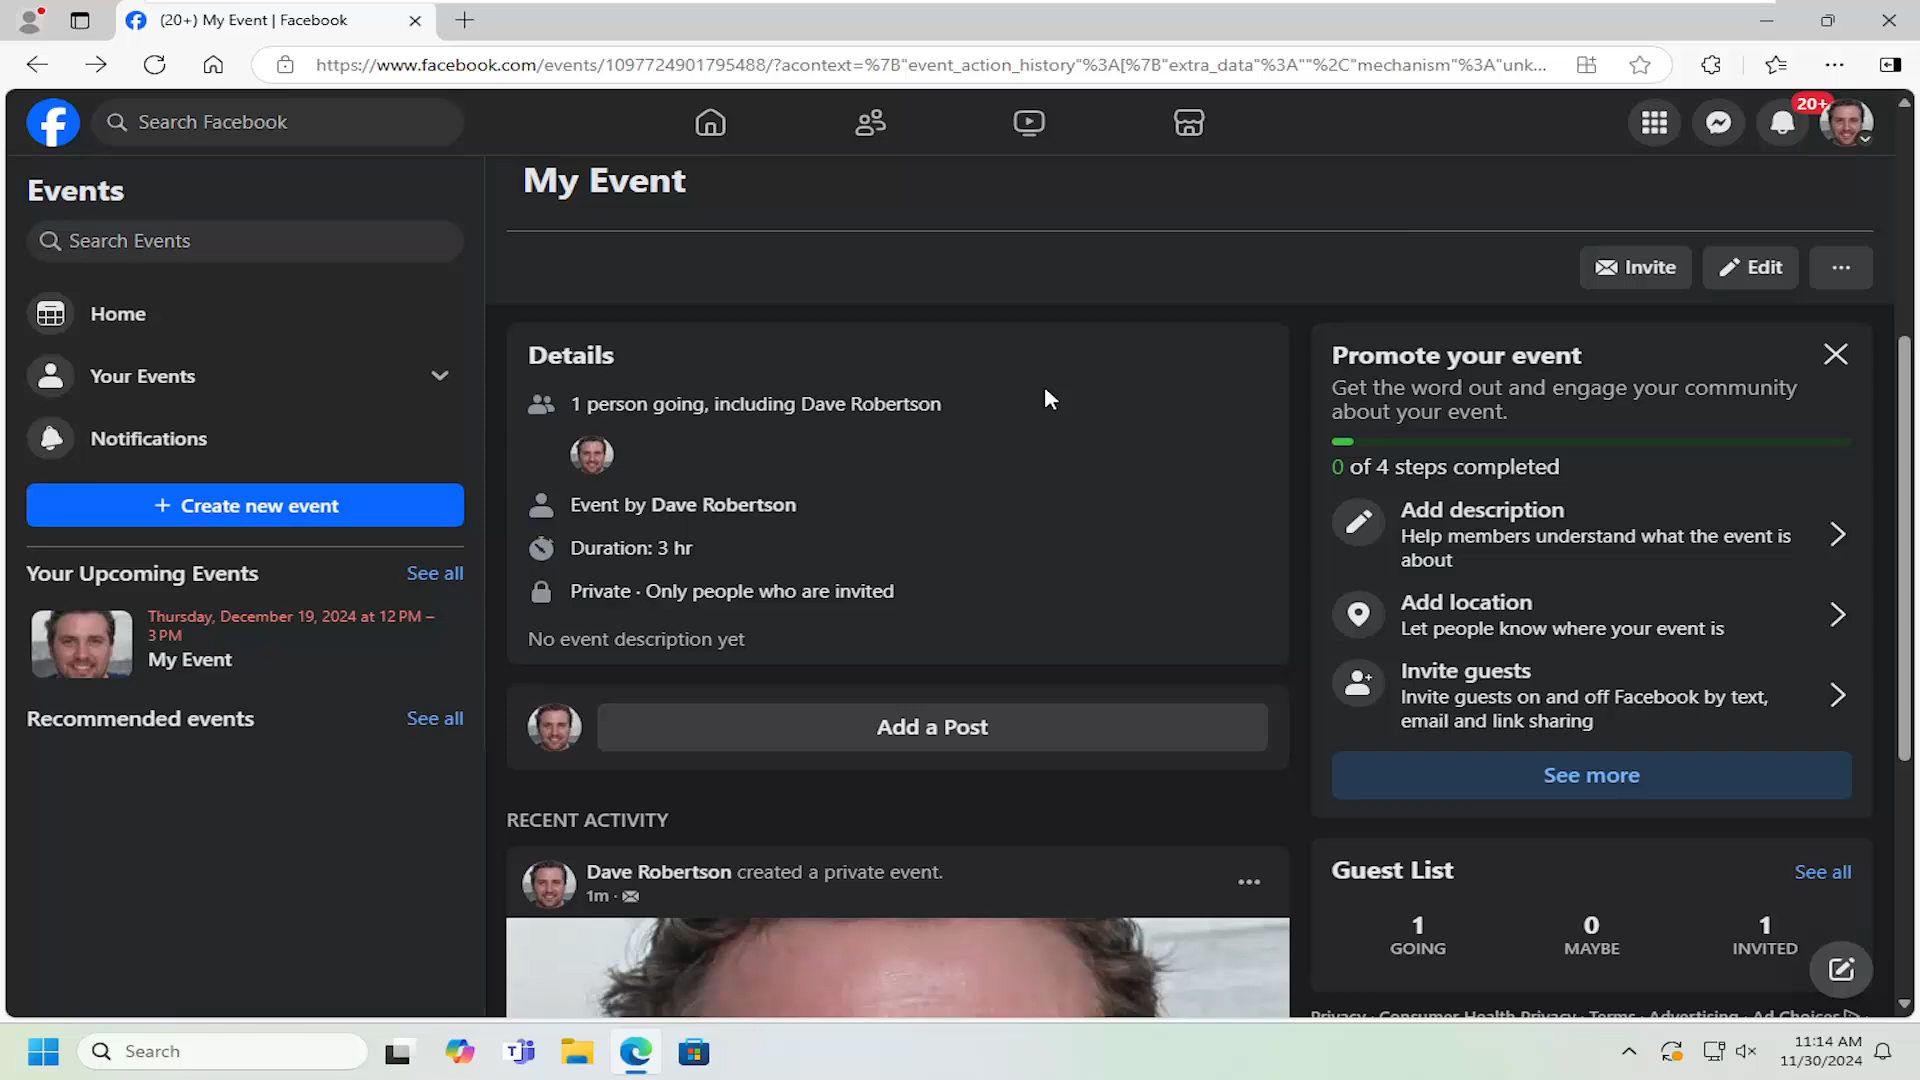 (20+) My Event | Facebook
https://www.facebook.com/events/1097724901795488/?acontext=%7B"event_action_history"%3A[%7B"extra_data"%3A""%2C"mechanism"%3A"unk...
Search Facebook
20+
Events
Search Events
Home
Your Events
Notifications
+ Create new event
Your Upcoming Events
See all
Thursday, December 19, 2024 at 12 PM –
3 PM
My Event
Recommended events
See all
My Event
Invite
Edit
Details
1 person going, including Dave Robertson
Event by Dave Robertson
Duration: 3 hr
Private · Only people who are invited
No event description yet
Add a Post
RECENT ACTIVITY
Dave Robertson created a private event.
1m ·
Promote your event
Get the word out and engage your community
about your event.
0 of 4 steps completed
Add description
Help members understand what the event is
about
Add location
Let people know where your event is
Invite guests
Invite guests on and off Facebook by text,
email and link sharing
See more
Guest List
See all
1
GOING
0
MAYBE
1
INVITED
Privacy · Consumer Health Privacy · Terms · Advertising · Ad Choices
Search
11:14 AM
11/30/2024